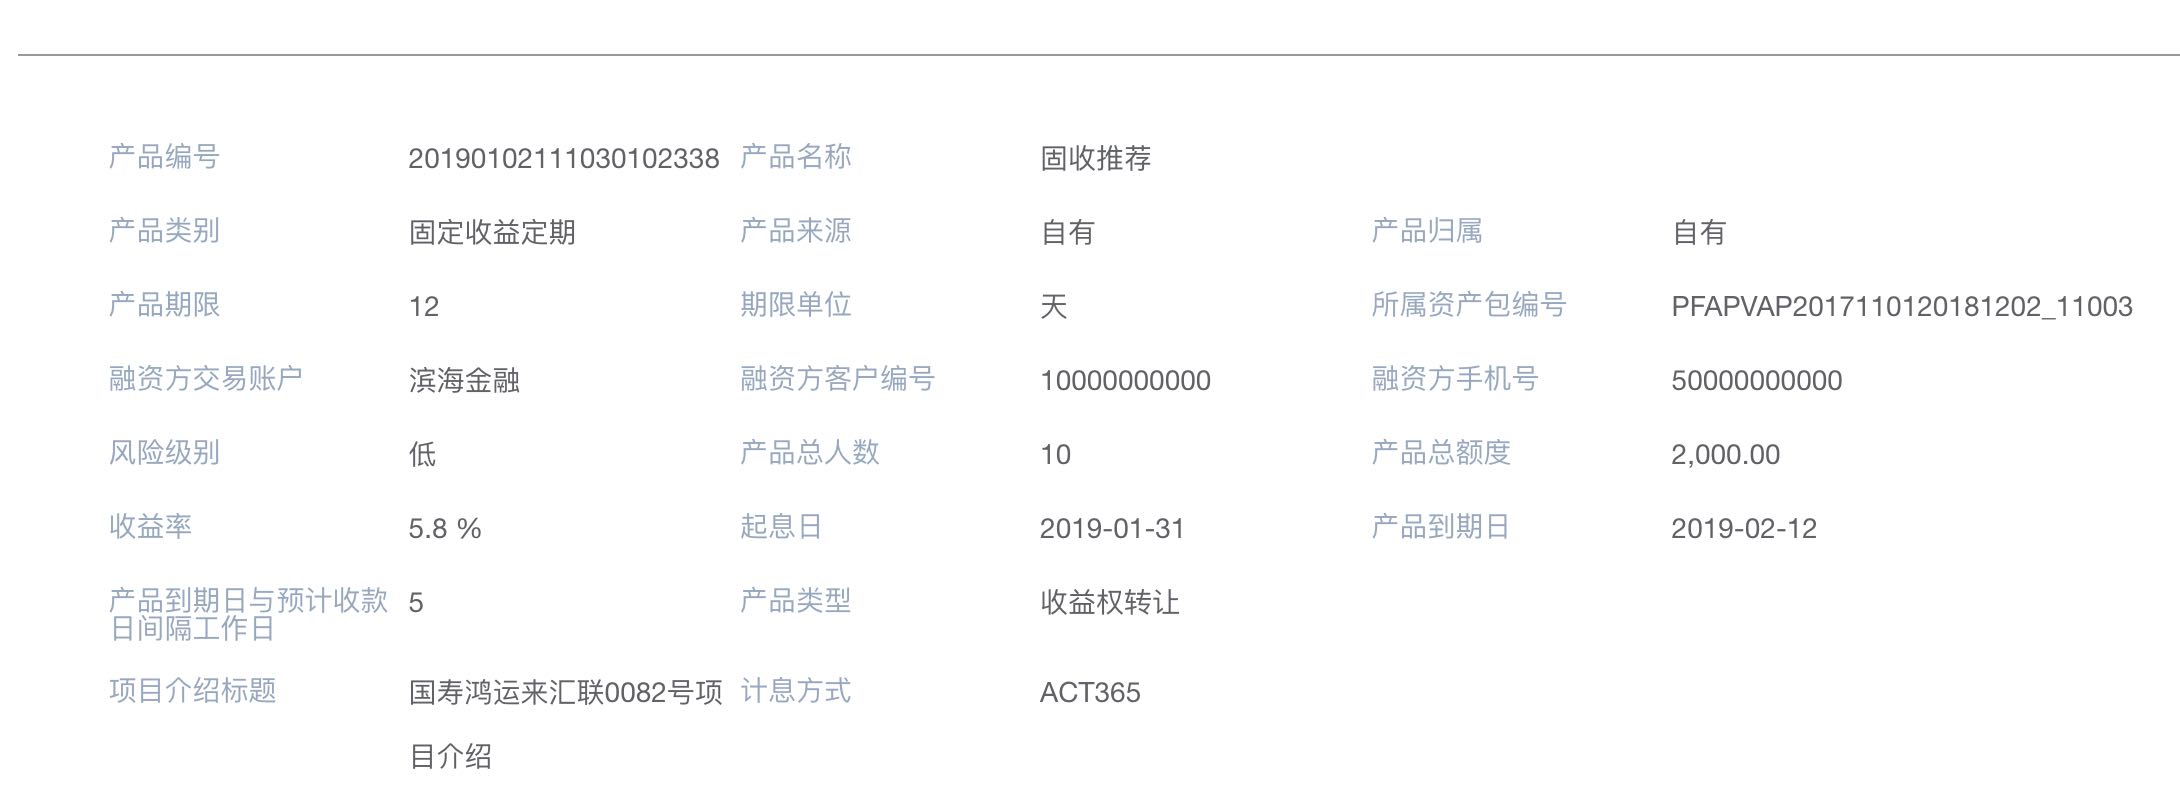 产品编号 20190102111030102338 产品名称 固收推荐
产品类别 固定收益定期 产品来源 自有 产品归属 自有
产品期限 12 期限单位 天 所属资产包编号 PFAPVAP2017110120181202_11003
融资方交易账户 滨海金融 融资方客户编号 10000000000 融资方手机号 50000000000
风险级别 低 产品总人数 10 产品总额度 2,000.00
收益率 5.8 % 起息日 2019-01-31 产品到期日 2019-02-12
产品到期日与预计收款 5 产品类型 收益权转让
日间隔工作日
项目介绍标题 国寿鸿运来汇联0082号项 计息方式 ACT365
目介绍